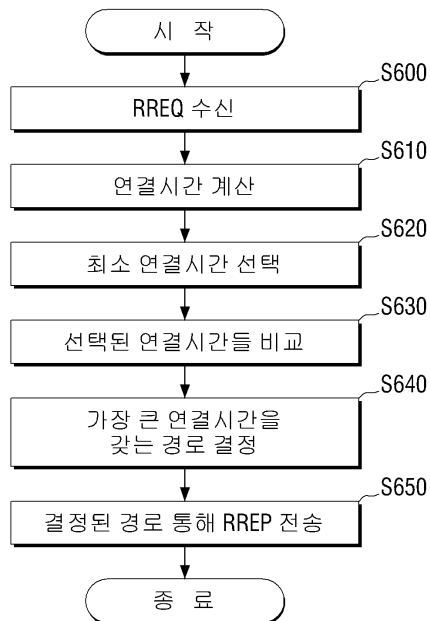 시 작
S600
RREQ 수신
S610
연결시간 계산
S620
최소 연결시간 선택
S630
선택된 연결시간들 비교
S640
가장 큰 연결시간을
갖는 경로 결정
S650
결정된 경로 통해 RREP 전송
종 료